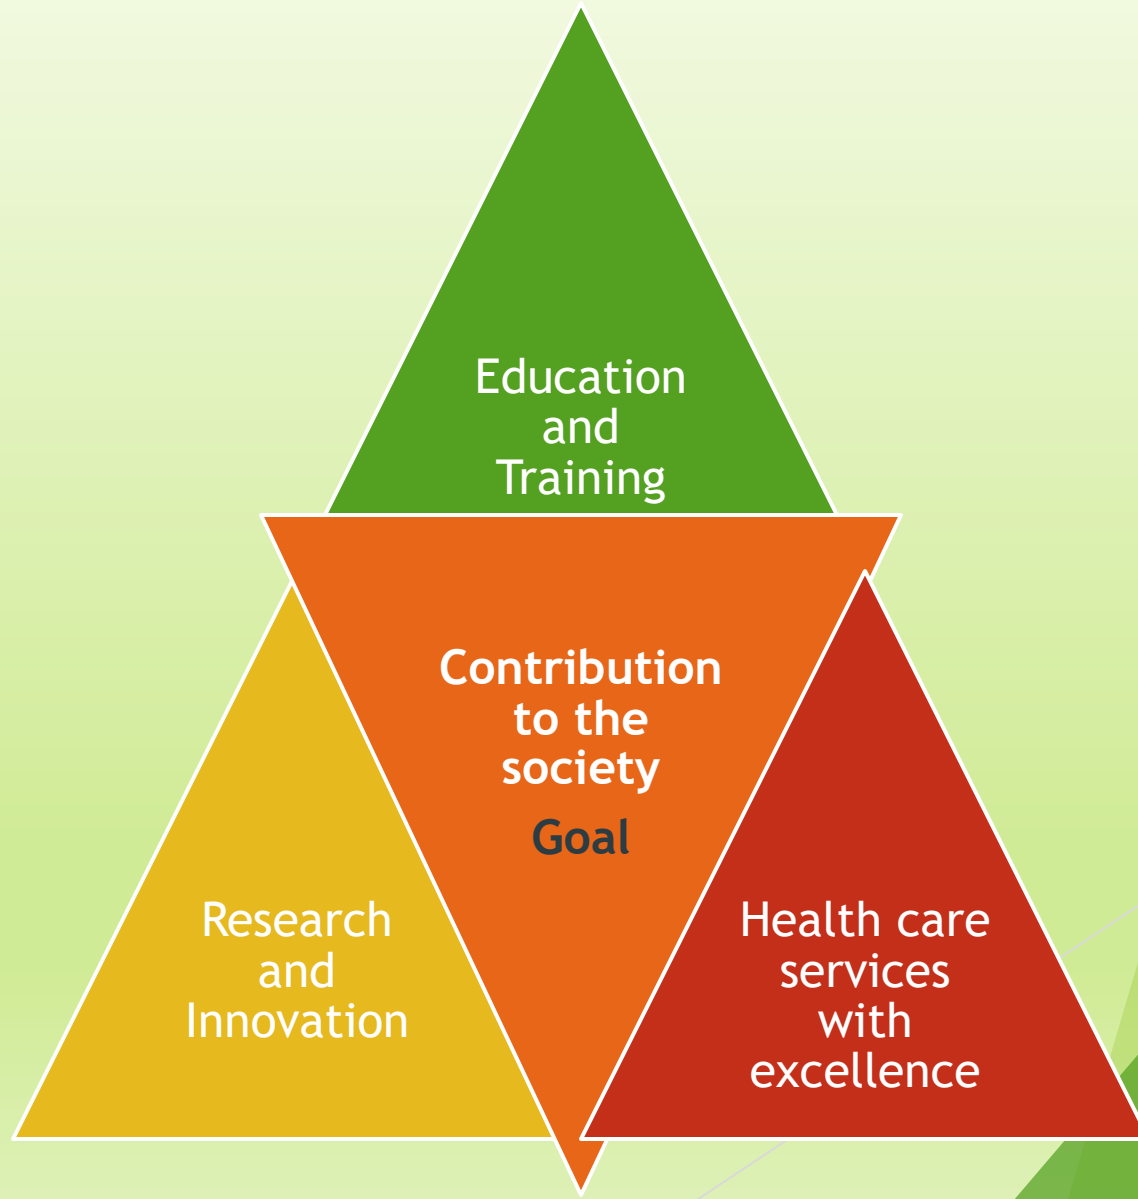 Education
and
Training
Contribution
to the
society
Goal
Research
and
Innovation
Health care
services
with
excellence